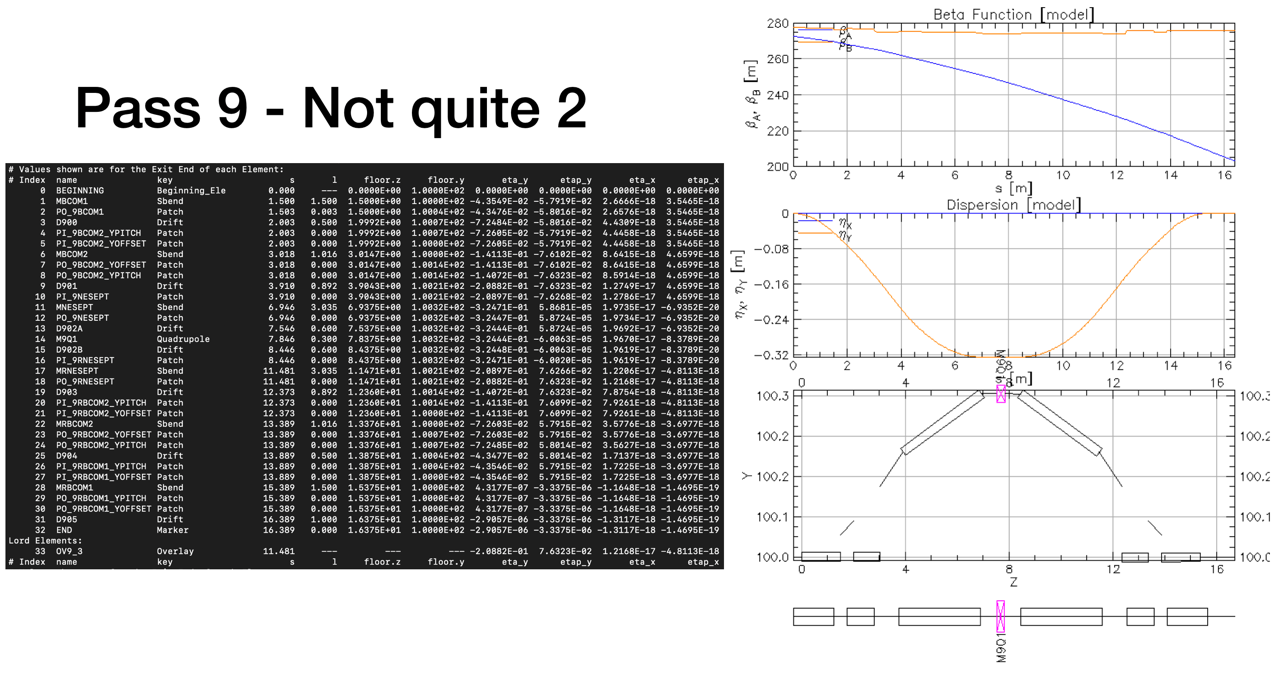 Pass 9 - Not quite 2
# Values shown are for the Exit End of each Element:
# Index name key s l floor.z floor.y eta_y etap_y eta_x etap_x
0 BEGINNING Beginning_Ele 0.000 --- 0.0000E+00 1.0000E+02 0.0000E+00 0.0000E+00 0.0000E+00 0.0000E+00
1 MBCOM1 Sbend 1.500 1.500 1.5000E+00 1.0000E+02 -4.3549E-02 -5.7919E-02 2.6666E-18 3.5465E-18
2 PO_9BCOM1 Patch 1.503 0.003 1.5000E+00 1.0004E+02 -4.3476E-02 -5.8021E-02 2.6576E-18 3.5465E-18
3 D900 Drift 2.003 0.500 1.9992E+00 1.0007E+02 -7.2485E-02 -5.8016E-02 4.4309E-18 3.5465E-18
4 PI_9BCOM2_YPITCH Patch 2.003 0.000 1.9992E+00 1.0007E+02 -7.2605E-02 -5.7919E-02 4.4458E-18 3.5465E-18
5 PI_9BCOM2_YOFFSET Patch 2.003 0.000 1.9992E+00 1.0000E+02 -7.2605E-02 -5.7919E-02 4.4458E-18 3.5465E-18
6 MBCOM2 Sbend 3.018 1.016 3.0147E+00 1.0000E+02 -1.4113E-01 -7.6102E-02 8.6415E-18 4.6599E-18
7 PO_9BCOM2_YOFFSET Patch 3.018 0.000 3.0147E+00 1.0014E+02 -1.4113E-01 -7.6102E-02 8.6415E-18 4.6599E-18
8 PO_9BCOM2_YPITCH Patch 3.018 0.000 3.0147E+00 1.0014E+02 -1.4072E-01 -7.6323E-02 8.5914E-18 4.6599E-18
9 D901 Drift 3.910 0.892 3.9043E+00 1.0021E+02 -2.0882E-01 -7.6312E-02 1.2749E-17 4.6599E-18
10 PI_9NESEPT Patch 3.910 0.000 3.9043E+00 1.0021E+02 -2.0897E-01 -7.6268E-02 1.2786E-17 4.6599E-18
11 MNESEPT Sbend 6.946 3.035 6.9375E+00 1.0032E+02 -3.2471E-01 5.8681E-05 1.9735E-17 -6.9352E-20
12 PO_9NESEPT Patch 6.946 0.000 6.9375E+00 1.0032E+02 -3.2447E-01 5.8724E-05 1.9697E-17 -6.9352E-20
13 D902A Drift 7.546 0.600 7.5375E+00 1.0032E+02 -3.2444E-01 5.8724E-05 1.9692E-17 -6.9352E-20
14 M9Q1 Quadrupole 7.846 0.300 7.8375E+00 1.0032E+02 -3.2445E-01 -6.0063E-05 1.9670E-17 -8.3789E-20
15 D902B Drift 8.446 0.600 8.4375E+00 1.0032E+02 -3.2448E-01 -6.0063E-05 1.9619E-17 -8.3789E-20
16 PI_9RNESEPT Patch 8.446 0.000 8.4375E+00 1.0032E+02 -3.2471E-01 -6.0020E-05 1.9657E-17 -8.3789E-20
17 MRNESEPT Sbend 11.481 3.035 1.1471E+01 1.0021E+02 -2.0897E-01 7.6266E-02 1.2206E-17 -4.8113E-18
18 PO_9RNESEPT Patch 11.481 0.000 1.1471E+01 1.0021E+02 -2.0882E-01 7.6323E-02 1.2168E-17 -4.8113E-18
19 D903 Drift 12.373 0.892 1.2360E+01 1.0014E+02 -1.4071E-01 7.6323E-02 7.8754E-18 -4.8113E-18
20 PI_9RBCOM2_YPITCH Patch 12.373 0.000 1.2360E+01 1.0014E+02 -1.4113E-01 7.6099E-02 7.9261E-18 -4.8113E-18
21 PI_9RBCOM2_YOFFSET Patch 12.373 0.000 1.2360E+01 1.0000E+02 -1.4113E-01 7.6099E-02 7.9261E-18 -4.8113E-18
22 MRBCOM2 Sbend 13.389 1.016 1.3376E+01 1.0000E+02 -7.2603E-02 5.7915E-02 3.5776E-18 -3.6977E-18
23 PO_9RBCOM2_YOFFSET Patch 13.389 0.000 1.3376E+01 1.0007E+02 -7.2603E-02 5.7915E-02 3.5776E-18 -3.6977E-18
24 PO_9RBCOM2_YPITCH Patch 13.389 0.000 1.3376E+01 1.0007E+02 -7.2485E-02 5.8014E-02 3.5627E-18 -3.6977E-18
25 D904 Drift 13.889 0.500 1.3875E+01 1.0004E+02 -4.3477E-02 5.8014E-02 1.7137E-18 -3.6977E-18
26 PI_9RBCOM1_YPITCH Patch 13.889 0.000 1.3875E+01 1.0004E+02 -4.3546E-02 5.7915E-02 1.7225E-18 -3.6977E-18
27 PI_9RBCOM1_YOFFSET Patch 13.889 0.000 1.3875E+01 1.0000E+02 -4.3546E-02 5.7915E-02 1.7225E-18 -3.6977E-18
28 MRBCOM1 Sbend 15.389 1.500 1.5375E+01 1.0000E+02 4.3177E-07 -3.3375E-06 -1.1648E-18 -1.4695E-19
29 PO_9RBCOM1_YPITCH Patch 15.389 0.000 1.5375E+01 1.0000E+02 4.3177E-07 -3.3375E-06 -1.1648E-18 -1.4695E-19
30 PO_9RBCOM1_YOFFSET Patch 15.389 0.000 1.5375E+01 1.0000E+02 4.3177E-07 -3.3375E-06 -1.1648E-18 -1.4695E-19
31 D905 Drift 16.389 1.000 1.6375E+01 1.0000E+02 -2.9057E-06 -3.3375E-06 -1.3117E-18 -1.4695E-19
32 END Marker 16.389 0.000 1.6375E+01 1.0000E+02 -2.9057E-06 -3.3375E-06 -1.3117E-18 -1.4695E-19
Lord Elements:
33 OV9_3 Overlay 11.481 --- --- --- -2.0882E-01 7.6323E-02 1.2168E-17 -4.8113E-18
# Index name key s l floor.z floor.y eta_y etap_y eta_x etap_x
Beta Function [model]
280
260
240
220
200
β_A, β_B [m]
β_A
β_B
0 2 4 6 8 10 12 14 16
s [m]
Dispersion [model]
0
-0.08
-0.16
-0.24
-0.32
η_X, η_Y [m]
η_X
η_Y
0 2 4 6 8 10 12 14 16
s [m]
M9Q1
100.3 100.3
100.2 100.2
100.2 100.2
100.1 100.1
100.0 100.0
Y
0 4 8 12 16
Z
M9Q1